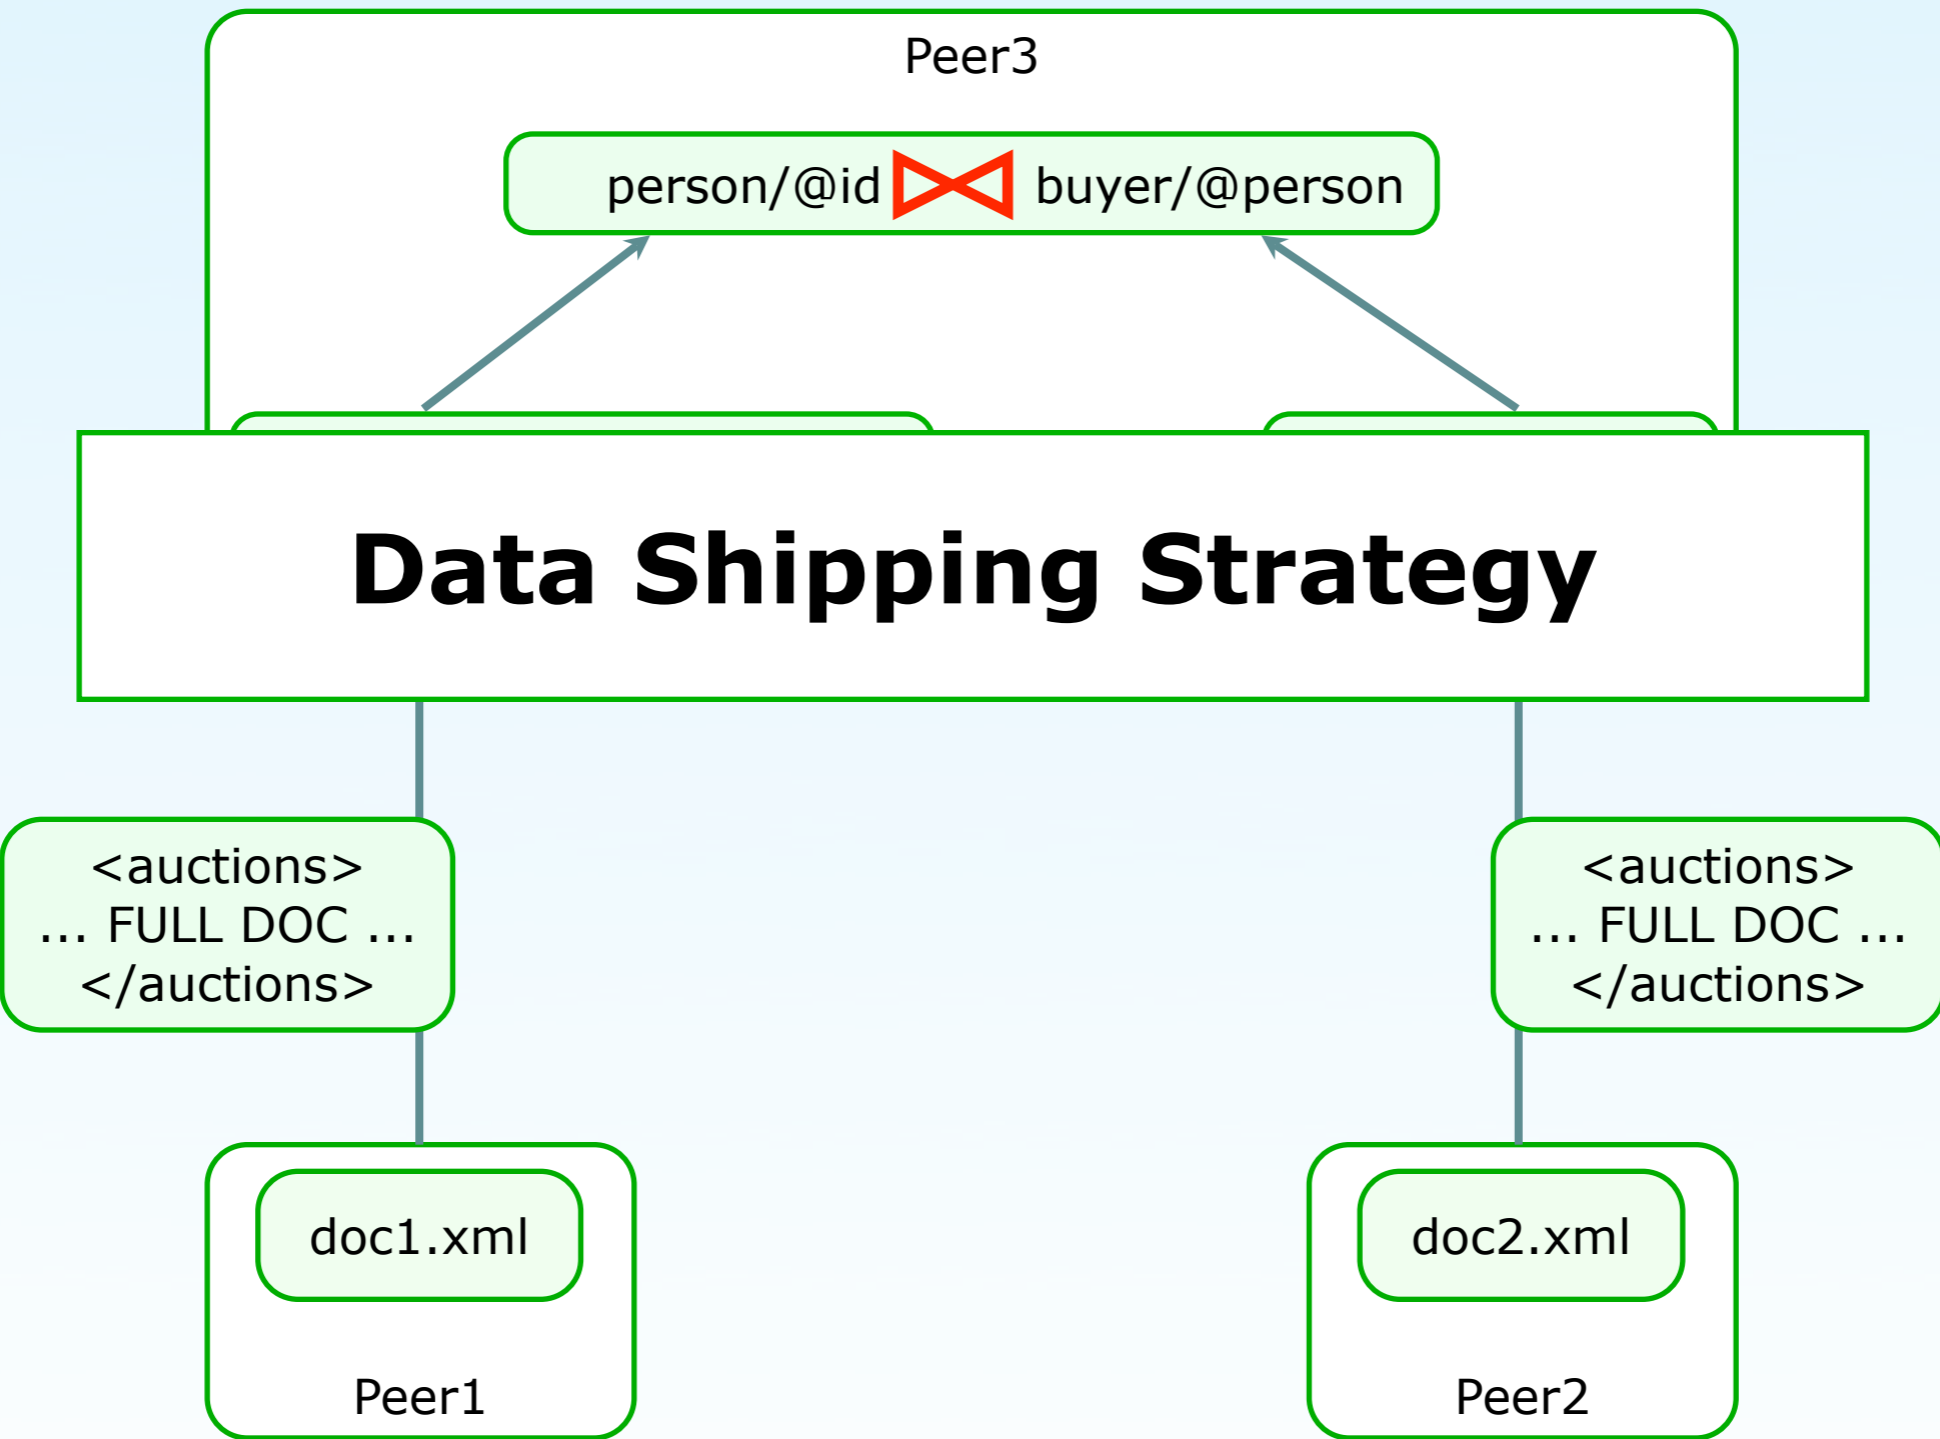 Peer3
person/@id buyer/@person
Data Shipping Strategy
<auctions>
... FULL DOC ...
</auctions>
<auctions>
... FULL DOC ...
</auctions>
doc1.xml
Peer1
doc2.xml
Peer2